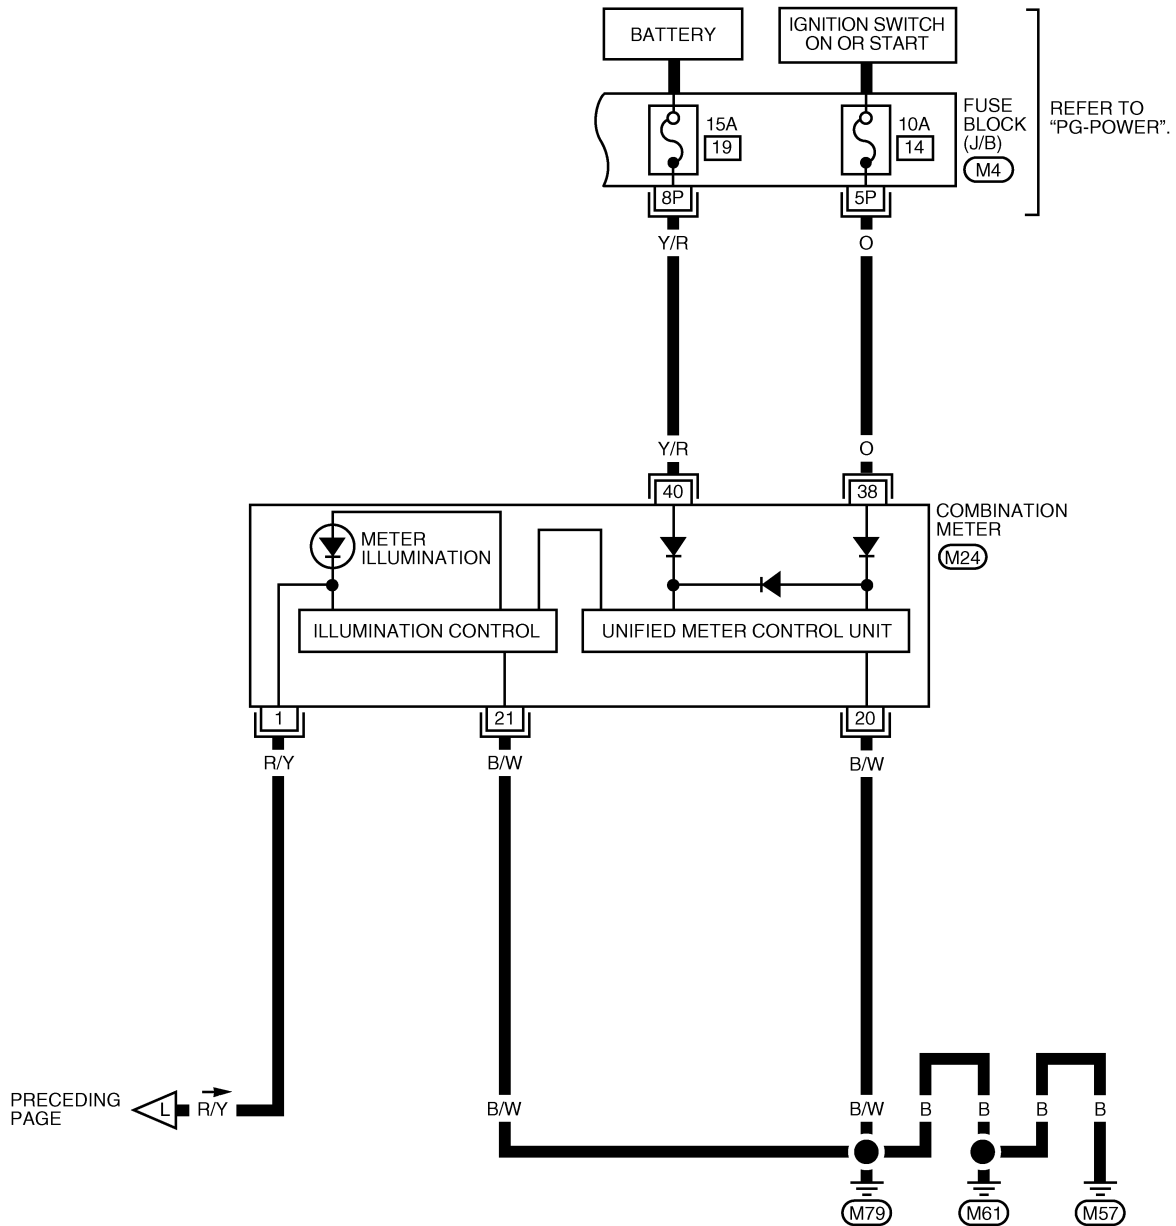 BATTERY
IGNITION SWITCH
ON OR START
15A
19
10A
14
FUSE
BLOCK
(J/B)
M4
REFER TO
“PG-POWER”.
8P
5P
Y/R
O
Y/R
O
40
38
COMBINATION
METER
M24
METER
ILLUMINATION
ILLUMINATION CONTROL
UNIFIED METER CONTROL UNIT
1
21
20
R/Y
B/W
B/W
PRECEDING
PAGE
L
R/Y
B/W
B/W
B
B
B
B
M79
M61
M57